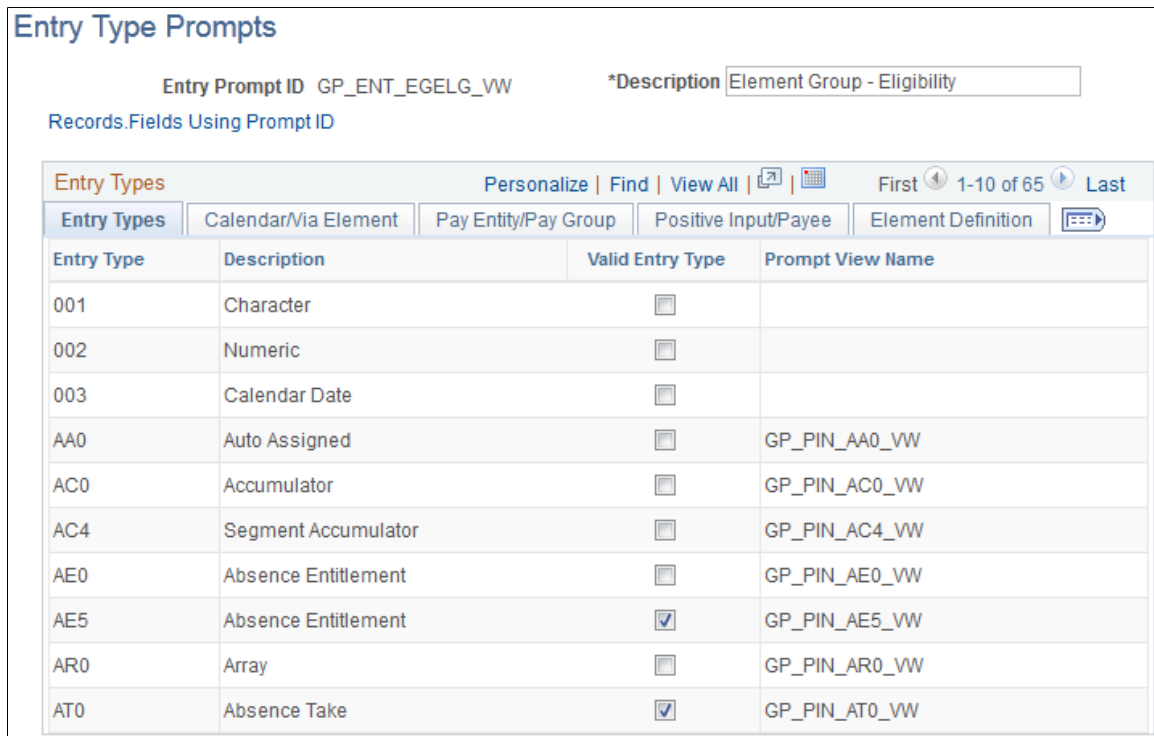 Entry Type Prompts
Entry Prompt ID GP_ENT_EGELG_VW *Description Element Group - Eligibility
Records.Fields Using Prompt ID
Entry Types Personalize | Find | View All | | First 1-10 of 65 Last
Entry Types Calendar/Via Element Pay Entity/Pay Group Positive Input/Payee Element Definition
Entry Type Description Valid Entry Type Prompt View Name
001 Character
002 Numeric
003 Calendar Date
AA0 Auto Assigned GP_PIN_AA0_VW
AC0 Accumulator GP_PIN_AC0_VW
AC4 Segment Accumulator GP_PIN_AC4_VW
AE0 Absence Entitlement GP_PIN_AE0_VW
AE5 Absence Entitlement GP_PIN_AE5_VW
AR0 Array GP_PIN_AR0_VW
AT0 Absence Take GP_PIN_AT0_VW